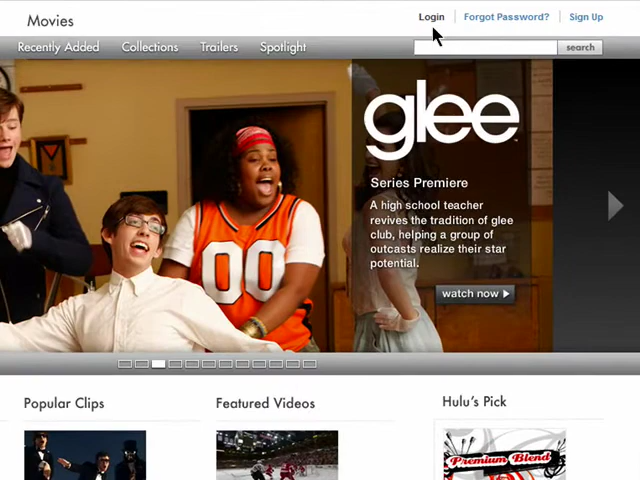 Movies
Login
Forgot Password?
Sign Up
Recently Added
Collections
Trailers
Spotlight
search
glee
Series Premiere
A high school teacher
revives the tradition of glee
club, helping a group of
outcasts realize their star
potential.
watch now
00
Popular Clips
Featured Videos
Hulu's Pick
Premium Blend